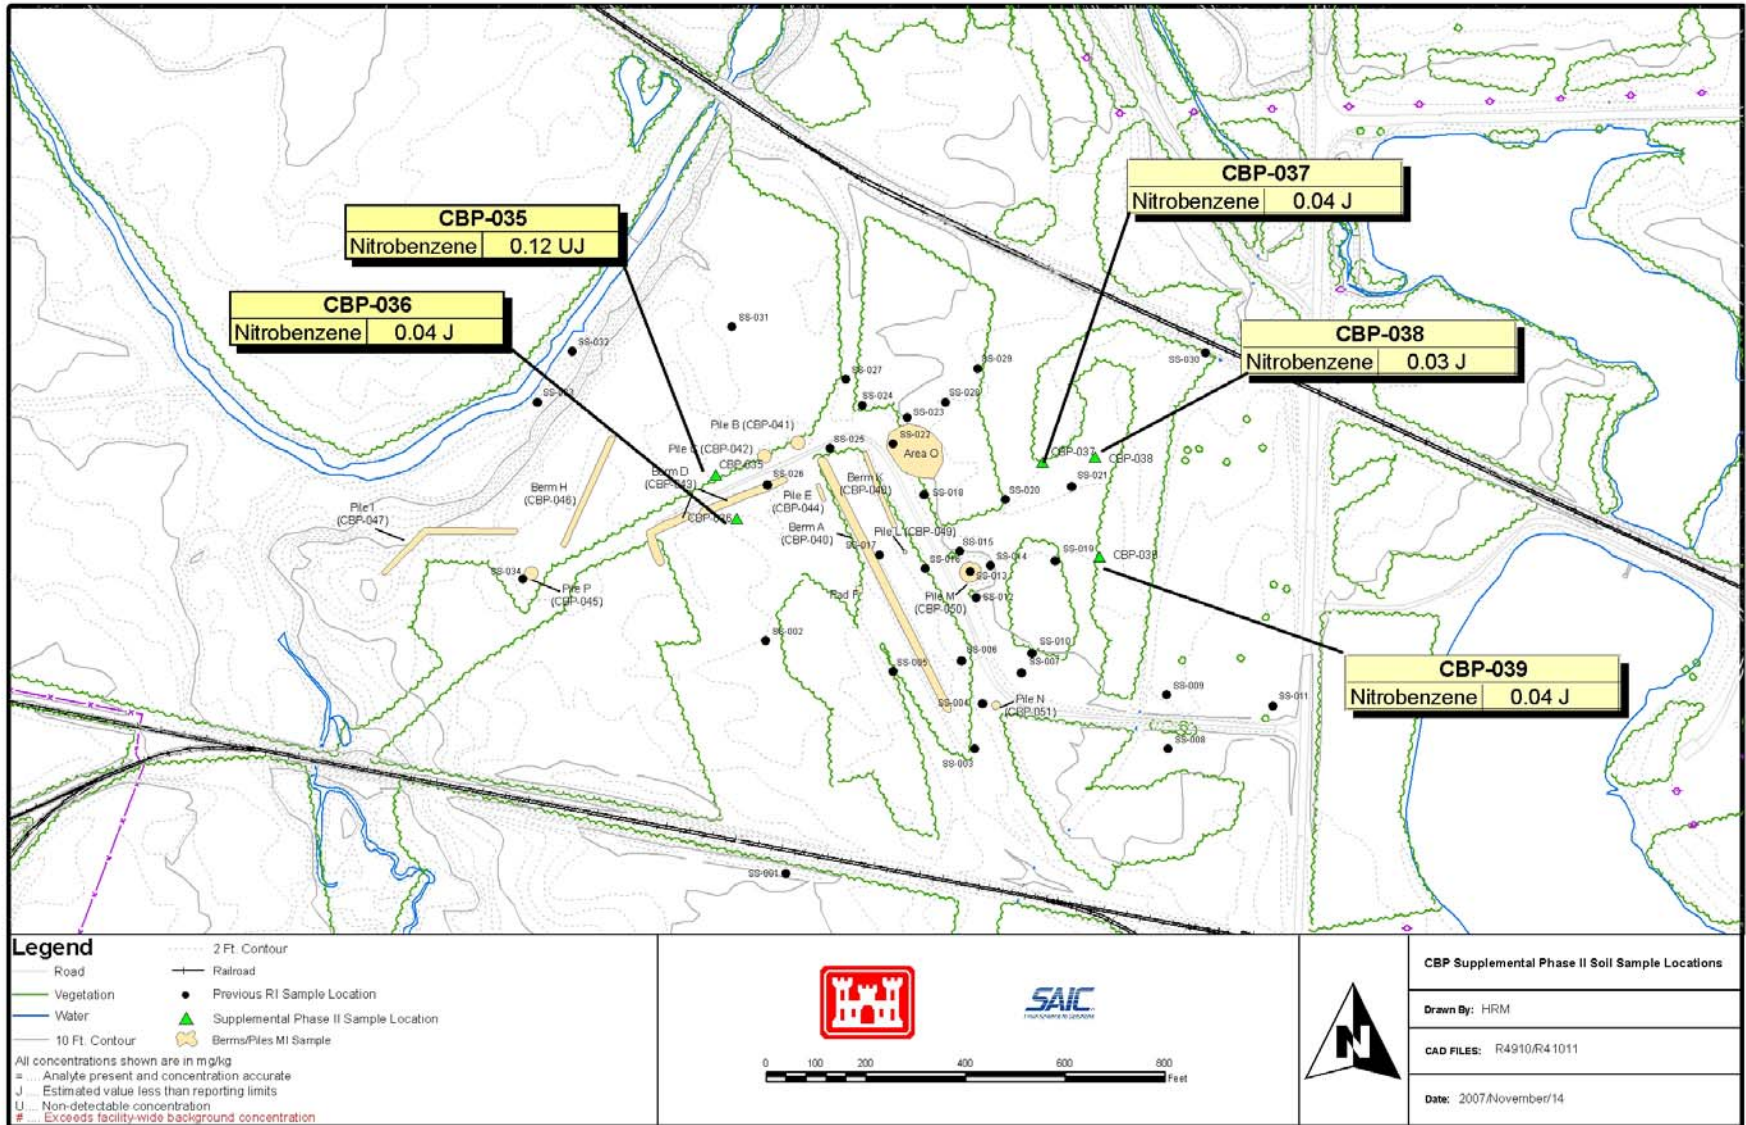 CBP-037
Nitrobenzene 0.04 J
CBP-035
Nitrobenzene 0.12 UJ
CBP-036
Nitrobenzene 0.04 J
CBP-038
Nitrobenzene 0.03 J
CBP-039
Nitrobenzene 0.04 J
SS-031
SS-032
SS-030
SS-029
SS-027
SS-028
SS-024
SS-023
Pile B (CBP-041)
SS-022
SS-025
Area O
Pile C (CBP-042)
CBP-035
CBP-037
CBP-038
Berm D
(CBP-043)
SS-026
SS-021
Berm H
(CBP-046)
Pile E
(CBP-044)
Berm K
(CBP-048)
SS-018
SS-020
Pile I
(CBP-047)
CBP-036
Berm A
(CBP-040)
Pile L (CBP-049)
SS-017
SS-015
SS-014
SS-019
CBP-039
SS-016
SS-013
SS-034
Pile P
(CBP-045)
Pad F
Pile M
(CBP-050)
SS-012
SS-002
SS-010
SS-006
SS-007
SS-005
SS-009
SS-004
Pile N
(CBP-051)
SS-011
SS-008
SS-003
SS-001
Legend
Road
Vegetation
Water
10 Ft. Contour
2 Ft. Contour
Railroad
Previous RI Sample Location
Supplemental Phase II Sample Location
Berms/Piles MI Sample
All concentrations shown are in mg/kg
= .... Analyte present and concentration accurate
J .... Estimated value less than reporting limits
U.... Non-detectable concentration
# .... Exceeds facility-wide background concentration
SAIC
0 100 200 400 600 800
Feet
N
CBP Supplemental Phase II Soil Sample Locations
Drawn By: HRM
CAD FILES: R4910/R41011
Date: 2007/November/14